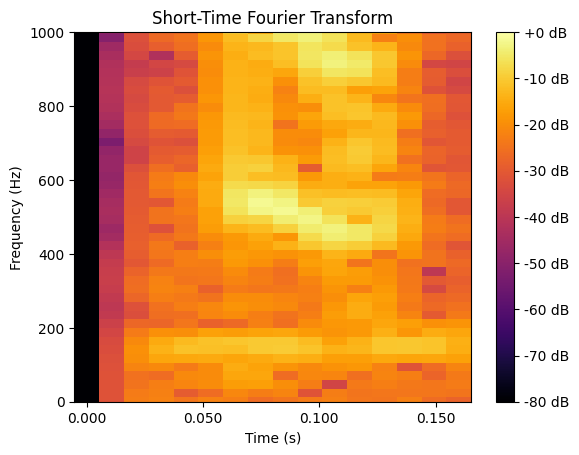 Short-Time Fourier Transform
Frequency (Hz)
1000
800
600
400
200
0
0.000
0.050
0.100
0.150
Time (s)
+0 dB
-10 dB
-20 dB
-30 dB
-40 dB
-50 dB
-60 dB
-70 dB
-80 dB